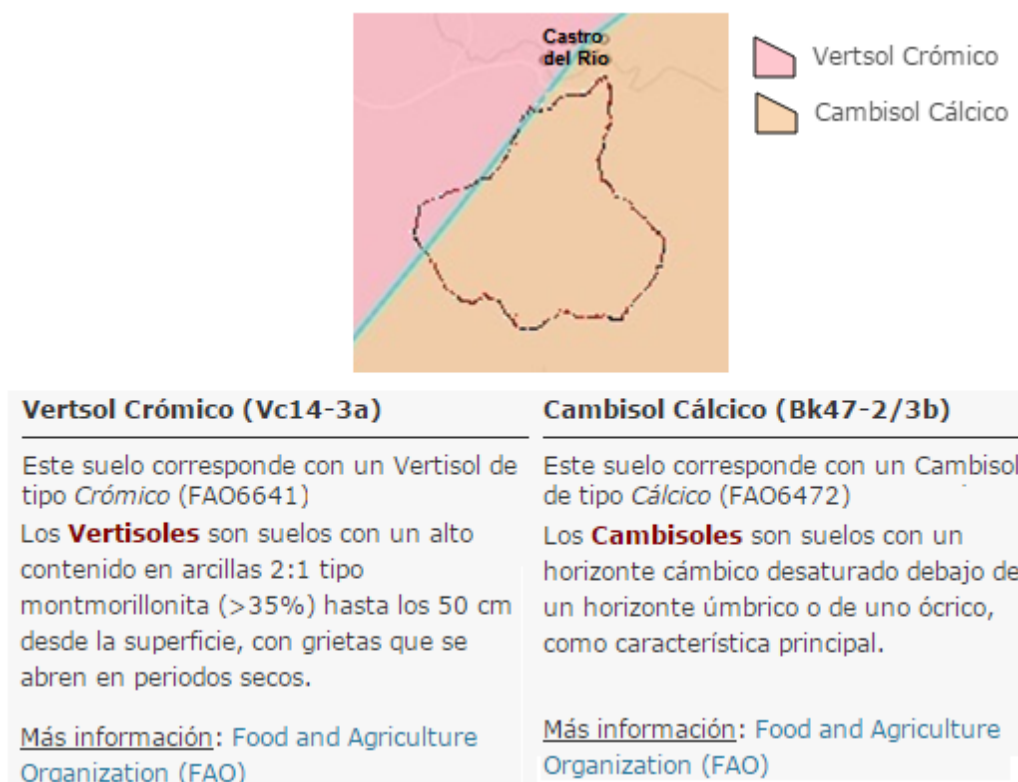 Castro
del Rio
Vertsol Crómico
Cambisol Cálcico
Vertsol Crómico (Vc14-3a)
Este suelo corresponde con un Vertisol de
tipo Crómico (FAO6641)
Los Vertisoles son suelos con un alto
contenido en arcillas 2:1 tipo
montmorillonita (>35%) hasta los 50 cm
desde la superficie, con grietas que se
abren en periodos secos.
Más información: Food and Agriculture
Organization (FAO)
Cambisol Cálcico (Bk47-2/3b)
Este suelo corresponde con un Cambisol
de tipo Cálcico (FAO6472)
Los Cambisoles son suelos con un
horizonte cámbico desaturado debajo de
un horizonte úmbrico o de uno ócrico,
como característica principal.
Más información: Food and Agriculture
Organization (FAO)